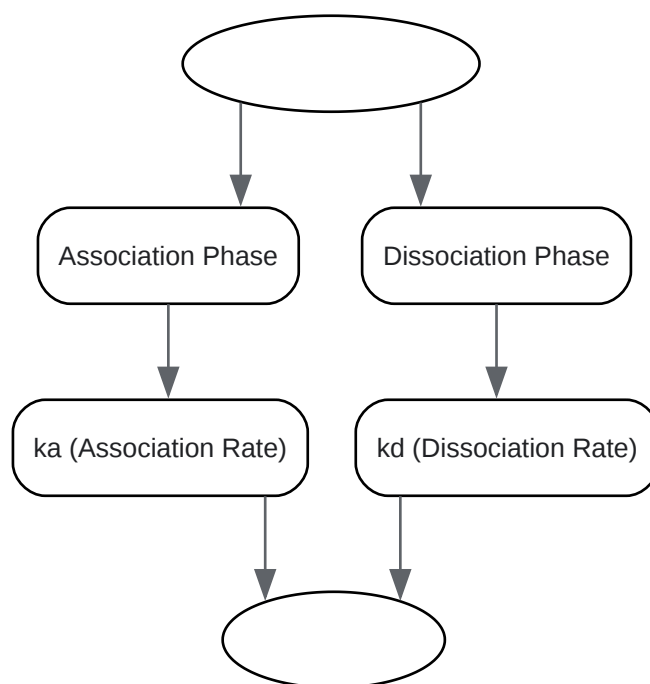 Association Phase
Dissociation Phase
ka (Association Rate)
kd (Dissociation Rate)